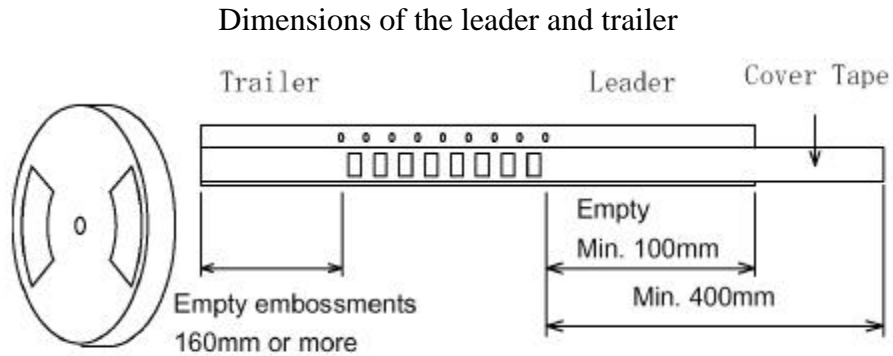 Dimensions of the leader and trailer
Trailer
Leader
Cover Tape
Empty
Min. 100mm
Min. 400mm
Empty embossments
160mm or more